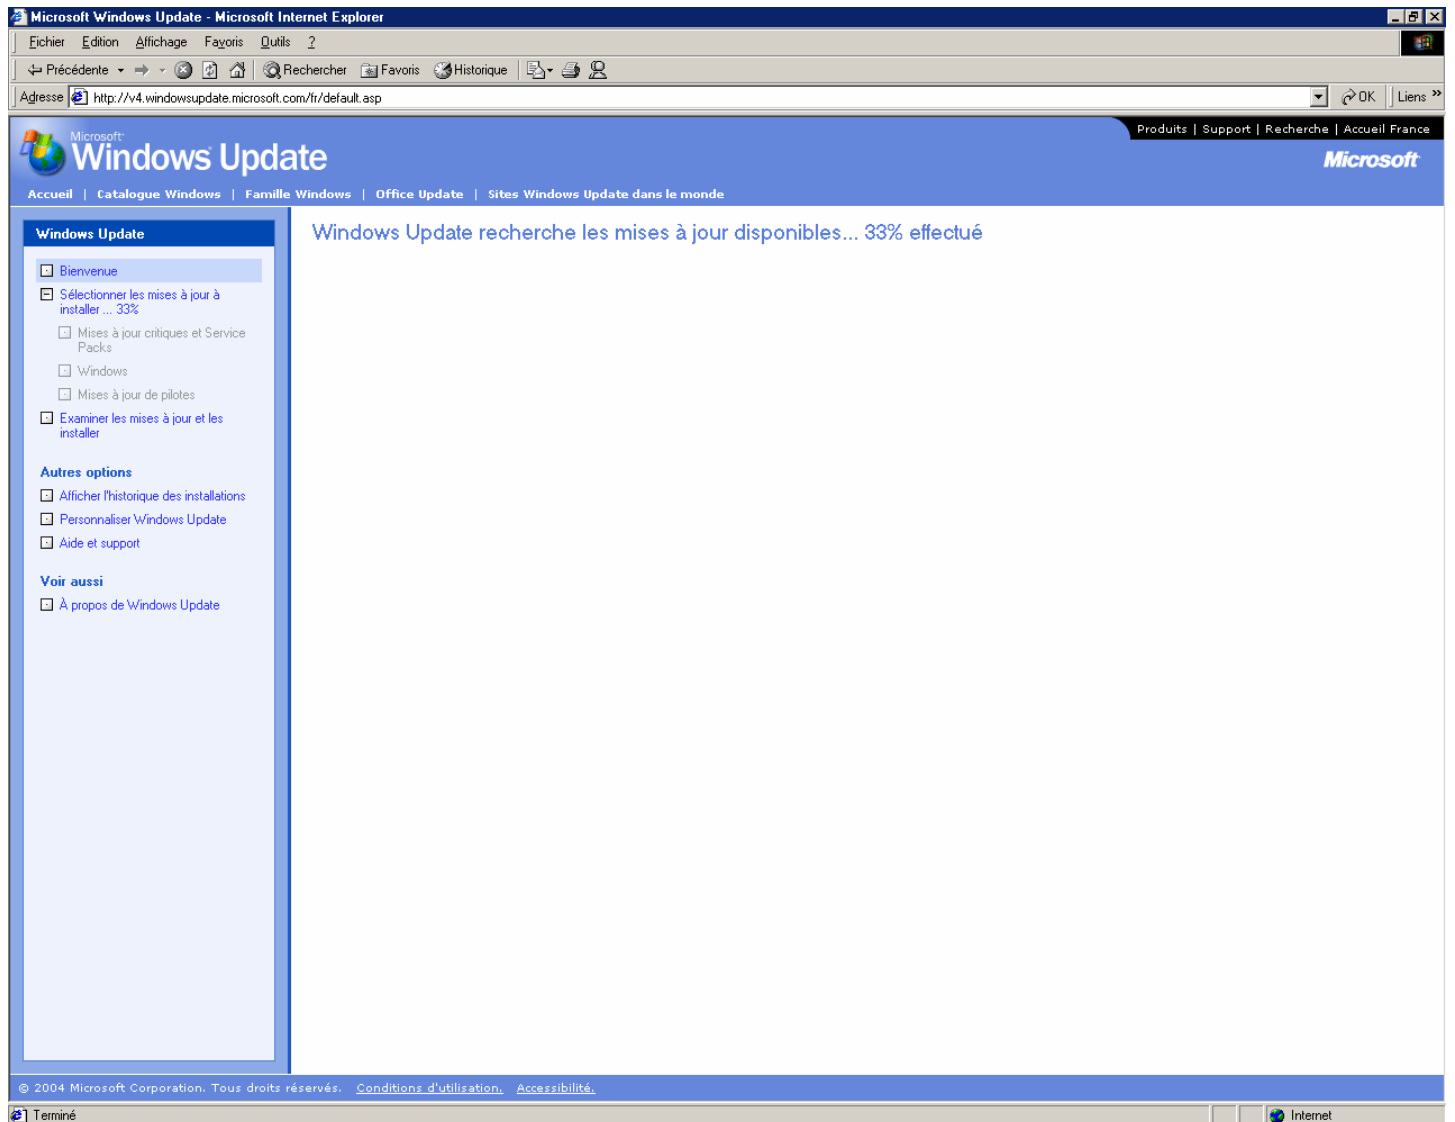 Microsoft Windows Update - Microsoft Internet Explorer
Fichier Edition Affichage Favoris Outils ?
Précédente Rechercher Favoris Historique
Adresse http://v4.windowsupdate.microsoft.com/fr/default.asp OK Liens »
Produits | Support | Recherche | Accueil France
Microsoft
Windows Update
Microsoft
Accueil | Catalogue Windows | Famille Windows | Office Update | Sites Windows Update dans le monde
Windows Update
Windows Update recherche les mises à jour disponibles... 33% effectué
Bienvenue
Sélectionner les mises à jour à
installer ... 33%
Mises à jour critiques et Service
Packs
Windows
Mises à jour de pilotes
Examiner les mises à jour et les
installer
Autres options
Afficher l'historique des installations
Personnaliser Windows Update
Aide et support
Voir aussi
À propos de Windows Update
© 2004 Microsoft Corporation. Tous droits réservés. Conditions d'utilisation. Accessibilité.
Terminé Internet